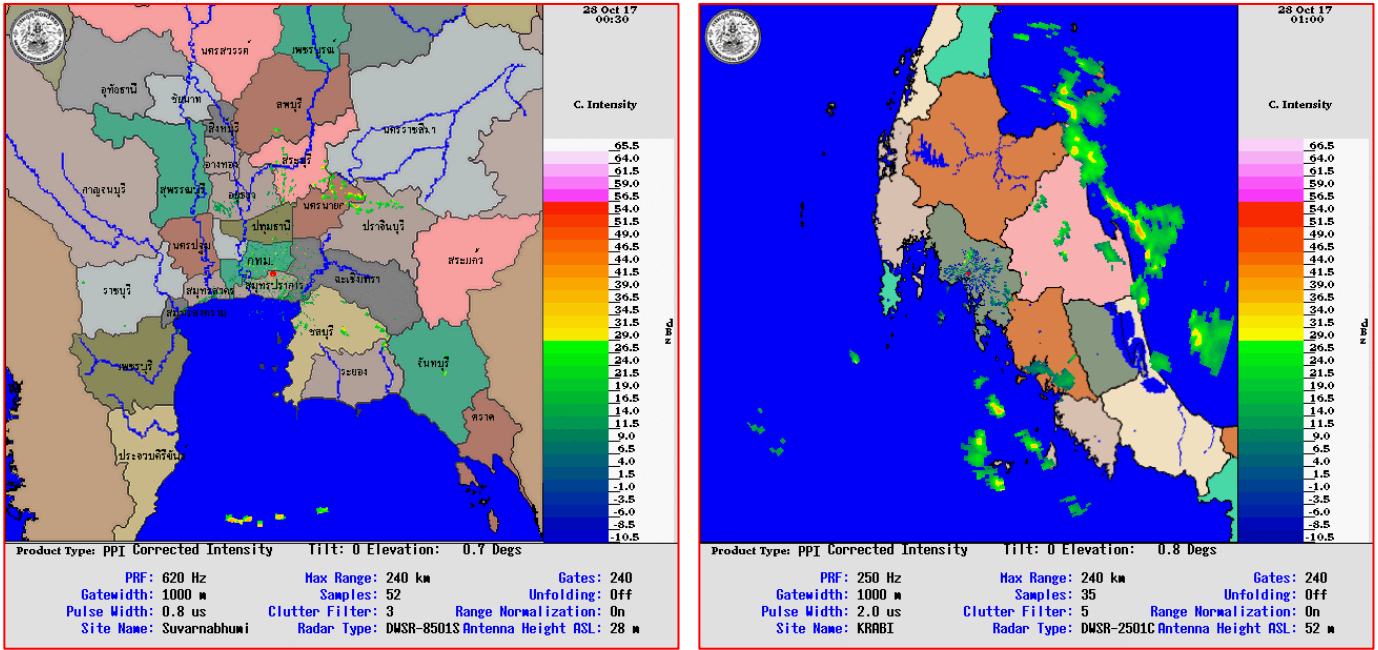 28 Oct 17
00:30
C. Intensity
65.5
64.0
61.5
59.0
56.5
54.0
51.5
49.0
46.5
44.0
41.5
39.0
36.5
34.0
31.5
29.0
26.5
24.0
21.5
19.0
16.5
14.0
11.5
9.0
6.5
4.0
1.5
-1.0
-3.5
-6.0
-8.5
-10.5
นครสวรรค์
เพชรบูรณ์
อุทัยธานี
ชัยนาท
ลพบุรี
สิงห์บุรี
นครราชสีมา
อ่างทอง
สระบุรี
กาญจนบุรี
สุพรรณบุรี
อยุธยา
นครนายก
ปทุมธานี
ปราจีนบุรี
นครปฐม
กทม.
สระแก้ว
ราชบุรี
สมุทรสาคร
สมุทรปราการ
ฉะเชิงเทรา
สมุทรสงคราม
ชลบุรี
เพชรบุรี
ระยอง
จันทบุรี
ตราด
ประจวบคีรีขันธ์
Product Type: PPI Corrected Intensity Tilt: 0 Elevation: 0.7 Degs
PRF: 620 Hz Max Range: 240 km Gates: 240
Gatewidth: 1000 m Samples: 52 Unfolding: Off
Pulse Width: 0.8 us Clutter Filter: 3 Range Normalization: On
Site Name: Suvarnabhumi Radar Type: DWSR-8501S Antenna Height ASL: 28 m
28 Oct 17
01:00
C. Intensity
66.5
64.0
61.5
59.0
56.5
54.0
51.5
49.0
46.5
44.0
41.5
39.0
36.5
34.0
31.5
29.0
26.5
24.0
21.5
19.0
16.5
14.0
11.5
9.0
6.5
4.0
1.5
-1.0
-3.5
-6.0
-8.5
-10.5
Product Type: PPI Corrected Intensity Tilt: 0 Elevation: 0.8 Degs
PRF: 250 Hz Max Range: 240 km Gates: 240
Gatewidth: 1000 m Samples: 35 Unfolding: Off
Pulse Width: 2.0 us Clutter Filter: 5 Range Normalization: On
Site Name: KRABI Radar Type: DWSR-2501C Antenna Height ASL: 52 m